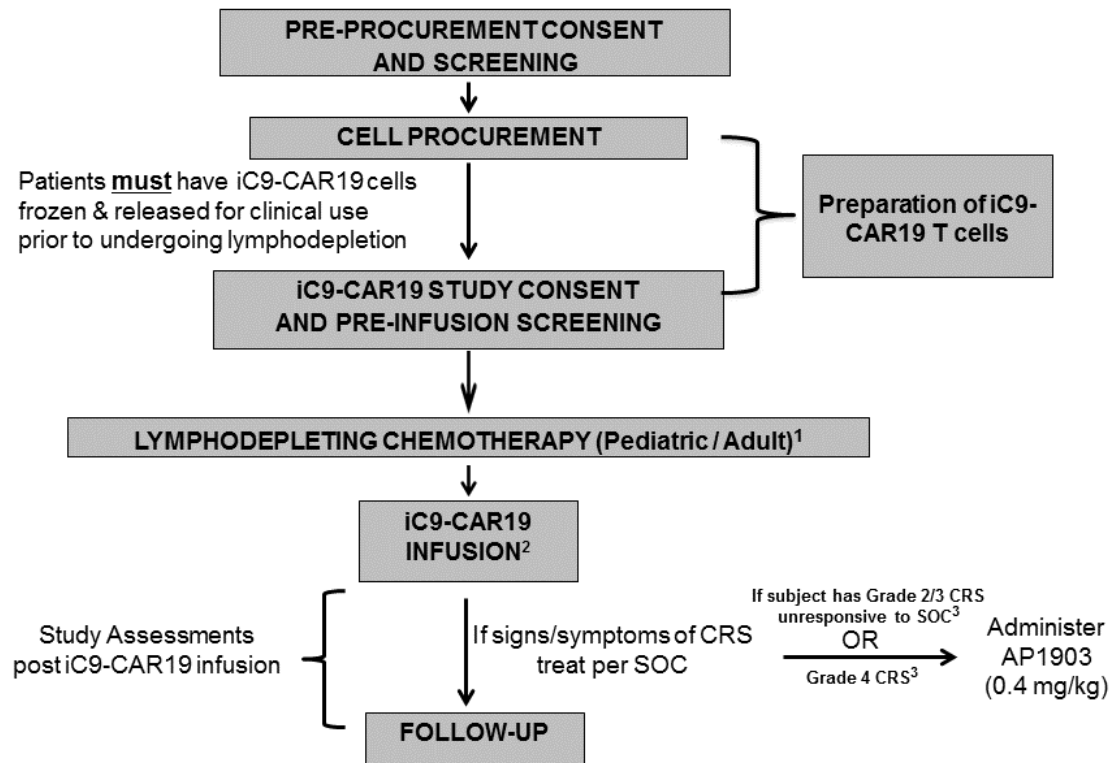 PRE-PROCUREMENT CONSENT
AND SCREENING
CELL PROCUREMENT
Patients must have iC9-CAR19 cells
frozen & released for clinical use
prior to undergoing lymphodepletion
Preparation of iC9-
CAR19 T cells
iC9-CAR19 STUDY CONSENT
AND PRE-INFUSION SCREENING
LYMPHODEPLETING CHEMOTHERAPY (Pediatric / Adult)¹
iC9-CAR19
INFUSION²
Study Assessments
post iC9-CAR19 infusion
If signs/symptoms of CRS
treat per SOC
If subject has Grade 2/3 CRS
unresponsive to SOC³
OR
Grade 4 CRS³
Administer
AP1903
(0.4 mg/kg)
FOLLOW-UP